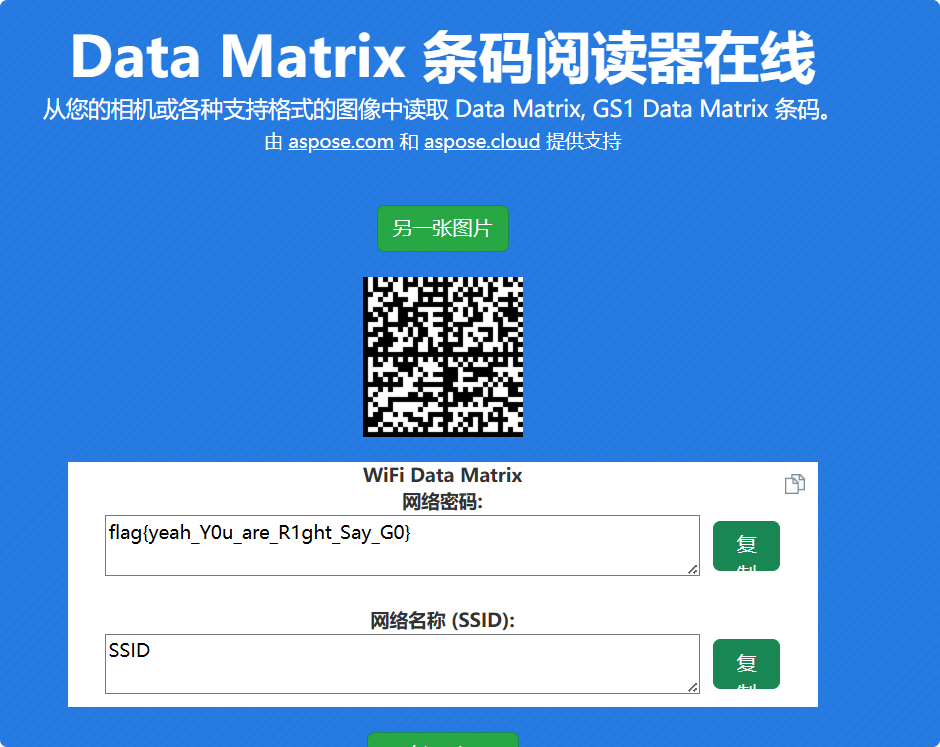 Data Matrix 条码阅读器在线
从您的相机或各种支持格式的图像中读取 Data Matrix, GS1 Data Matrix 条码。
由 aspose.com 和 aspose.cloud 提供支持
另一张图片
WiFi Data Matrix
网络密码:
flag{yeah_Y0u_are_R1ght_Say_G0}
复
制
网络名称 (SSID):
SSID
复
制